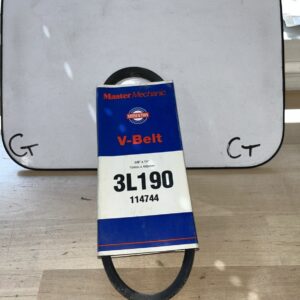 Master Mechanic
V-Belt
CT
CT
3L190
114744